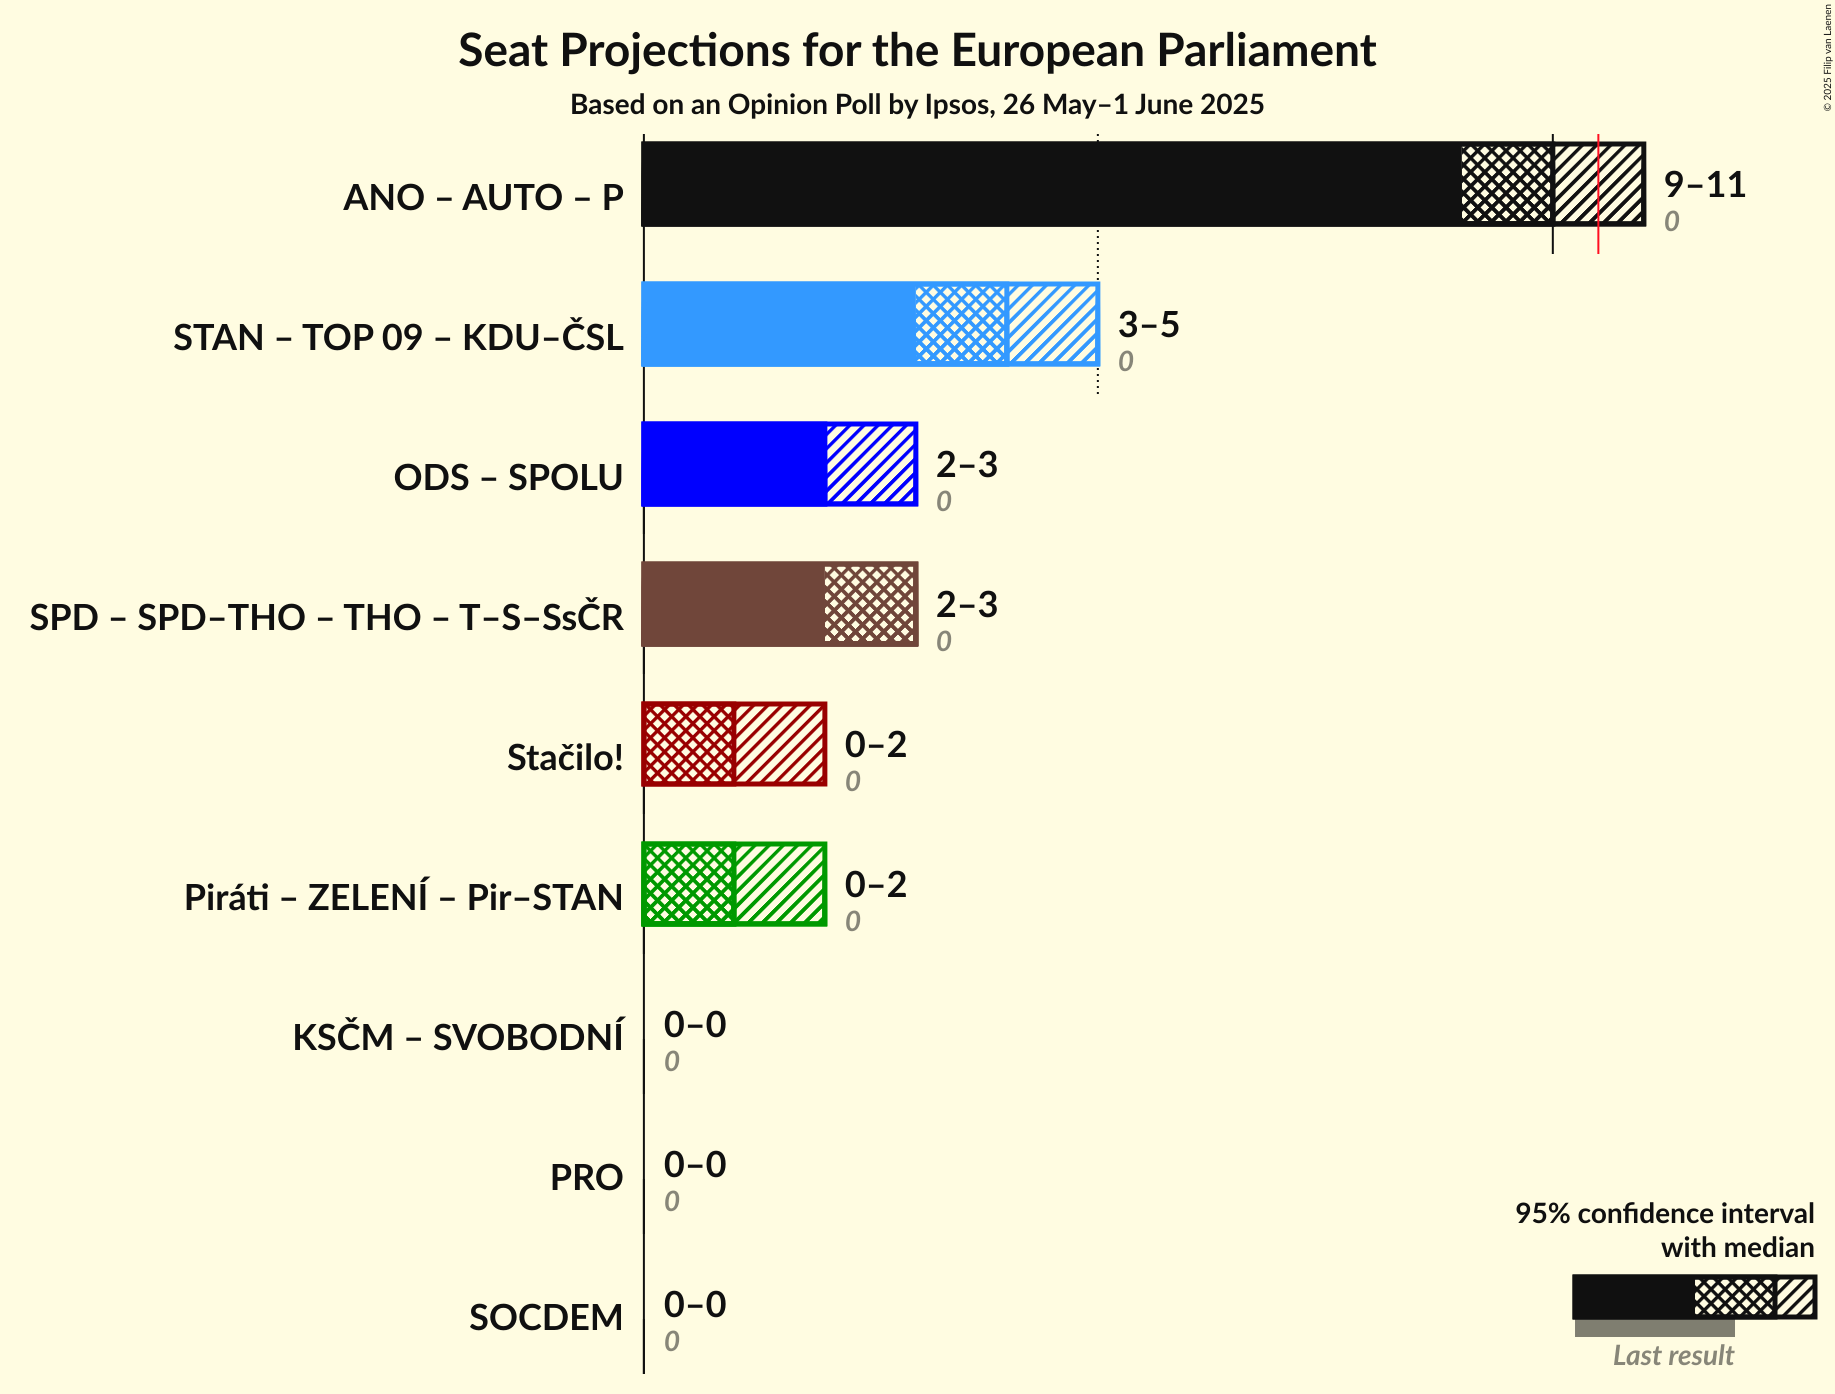 Seat Projections for the European Parliament
Based on an Opinion Poll by Ipsos, 26 May–1 June 2025
© 2025 Filip van Laenen
ANO – AUTO – P
9–11
0
STAN – TOP 09 – KDU–ČSL
3–5
0
ODS – SPOLU
2–3
0
SPD – SPD–THO – THO – T–S–SsČR
2–3
0
Stačilo!
0–2
0
Piráti – ZELENÍ – Pir–STAN
0–2
0
KSČM – SVOBODNÍ
0–0
0
PRO
0–0
0
SOCDEM
0–0
0
95% confidence interval
with median
Last result